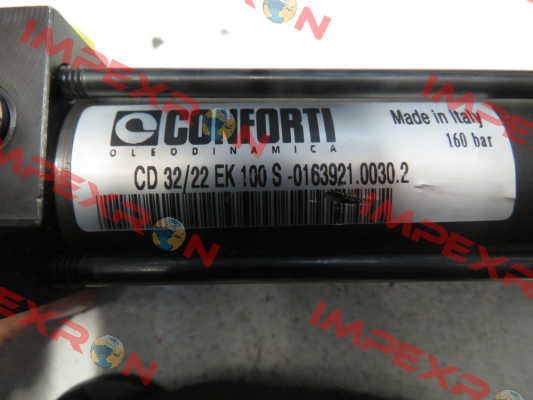 CONFORTI
OLEODINAMICA
Made in Italy
160 bar
CD 32/22 EK 100 S -0163921.0030.2
IMPEXRON
IMPEXRON
IMPEXRON
IMPEXRON